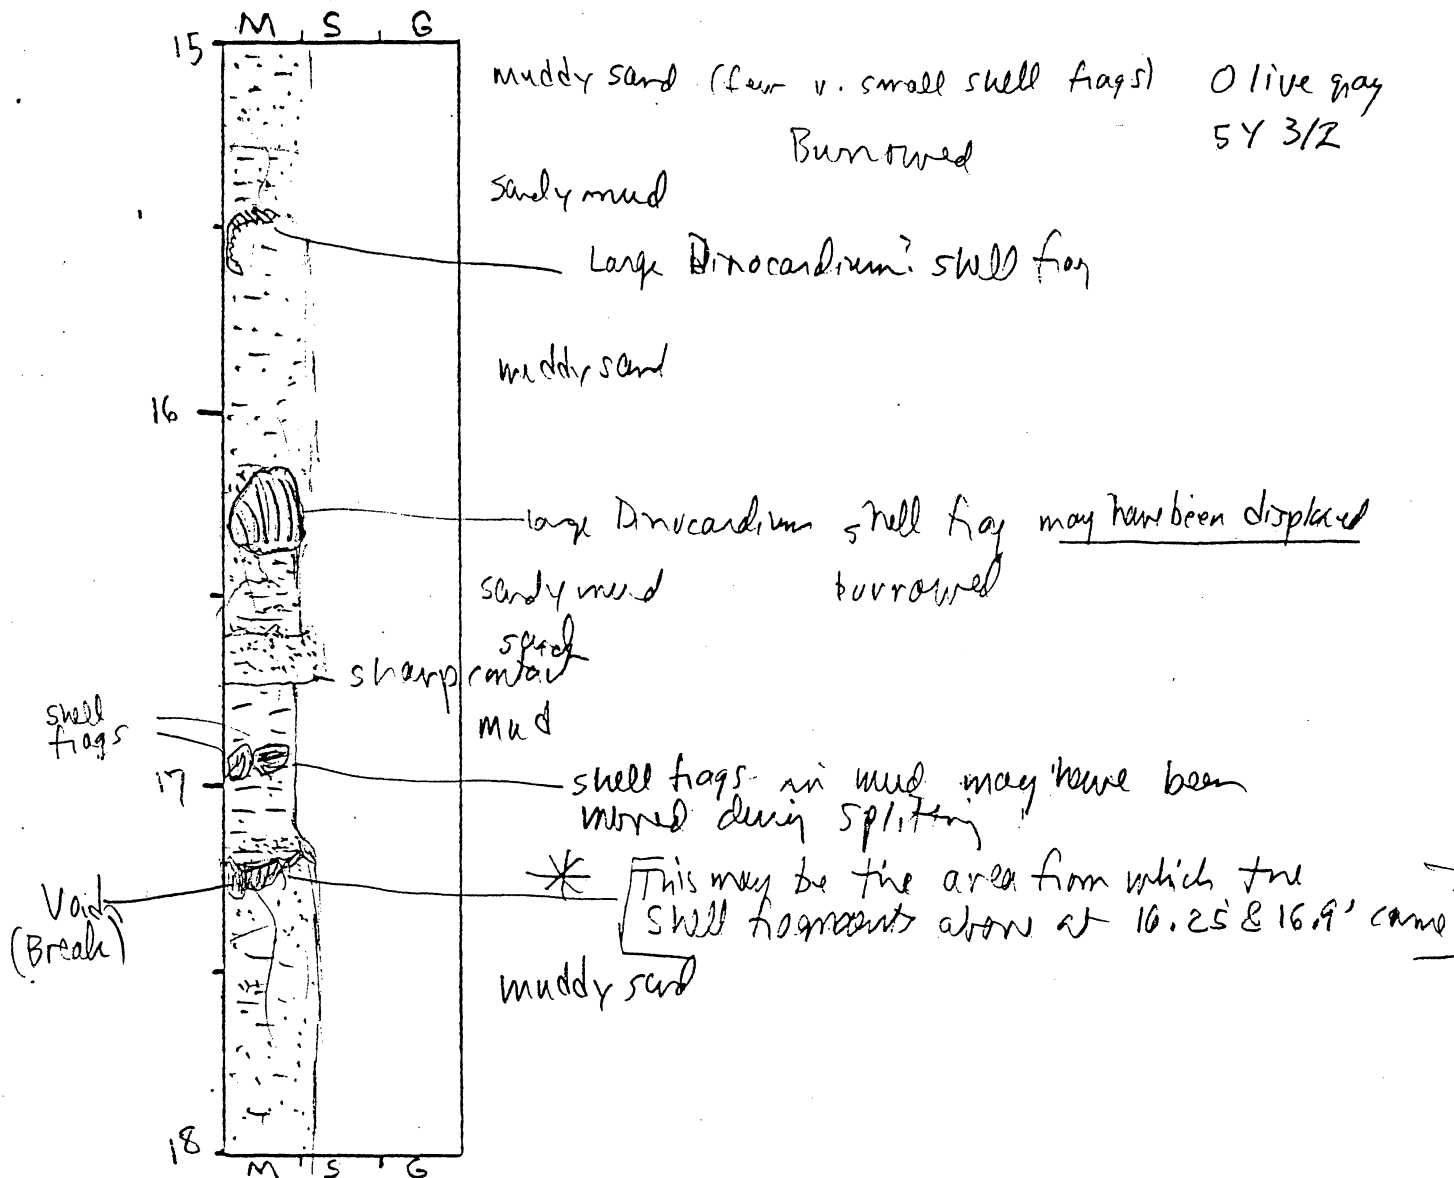 M S G
15
muddy sand (few v. small shell frags) Olive gray
5Y 3/2
Burrowed
sandy mud
Large Dinocardium? shell frag
muddy sand
16
large Dinocardium shell frag may have been displaced
sandy mud burrowed
sand
sharp contact
shell
frags
mud
17
shell frags in mud may have been
moved during spliting
* This may be the area from which the
shell fragments above at 16.25 & 16.9' came
Void
(Break)
muddy sand
18
M S G